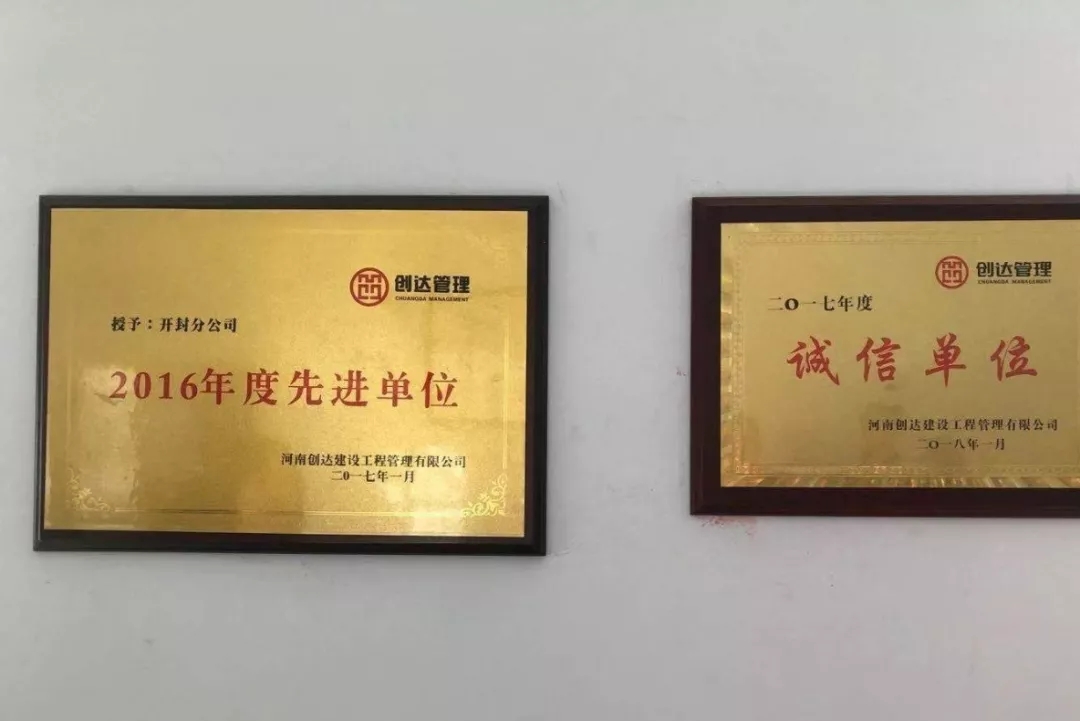 创达管理
CHUANGDA MANAGEMENT
授予：开封分公司
2016年度先进单位
河南创达建设工程管理有限公司
二〇一七年一月
创达管理
CHUANGDA MANAGEMENT
二〇一七年度
诚信单位
河南创达建设工程管理有限公司
二〇一八年一月